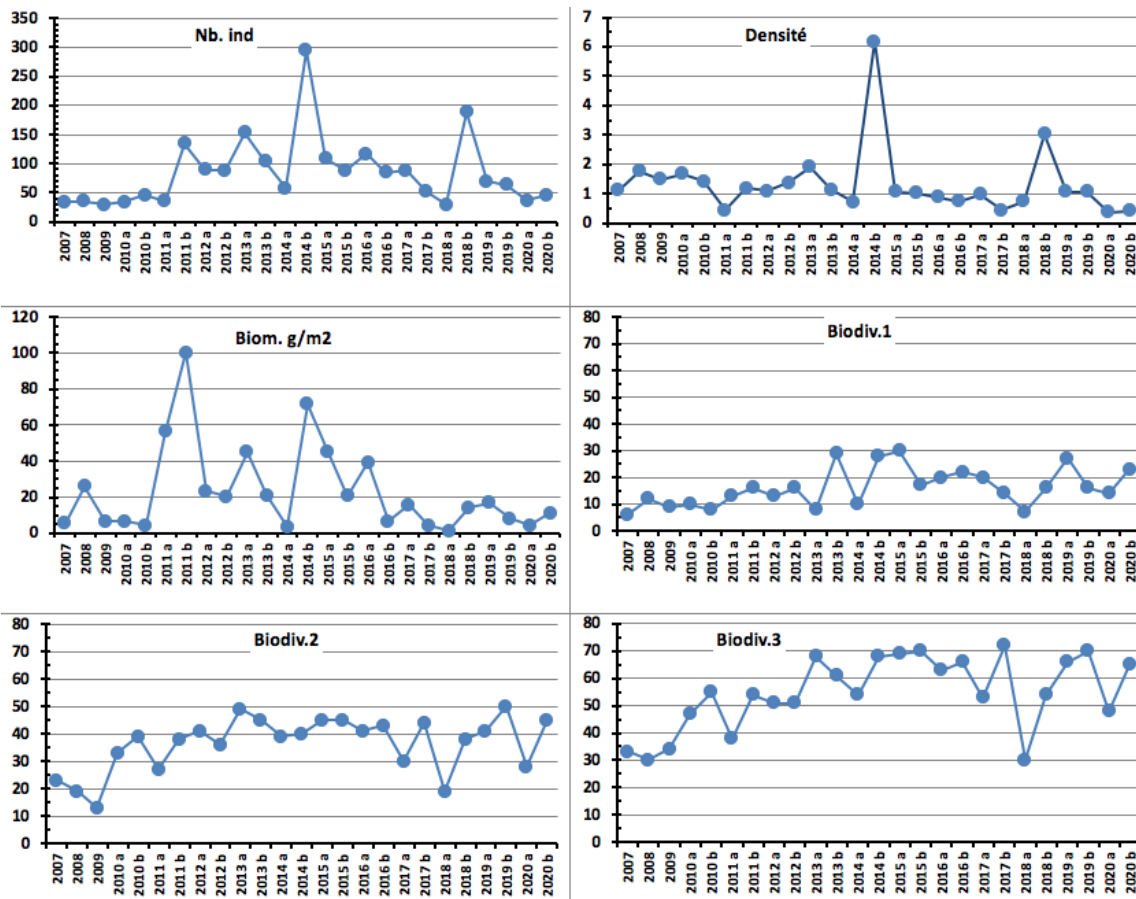 Nb. ind
350
300
250
200
150
100
50
0
2007
2008
2009
2010 a
2010 b
2011 a
2011 b
2012 a
2012 b
2013 a
2013 b
2014 a
2014 b
2015 a
2015 b
2016 a
2016 b
2017 a
2017 b
2018 a
2018 b
2019 a
2019 b
2020 a
2020 b
Densité
7
6
5
4
3
2
1
0
2007
2008
2009
2010 a
2010 b
2011 a
2011 b
2012 a
2012 b
2013 a
2013 b
2014 a
2014 b
2015 a
2015 b
2016 a
2016 b
2017 a
2017 b
2018 a
2018 b
2019 a
2019 b
2020 a
2020 b
Biom. g/m2
120
100
80
60
40
20
0
2007
2008
2009
2010 a
2010 b
2011 a
2011 b
2012 a
2012 b
2013 a
2013 b
2014 a
2014 b
2015 a
2015 b
2016 a
2016 b
2017 a
2017 b
2018 a
2018 b
2019 a
2019 b
2020 a
2020 b
Biodiv.1
80
70
60
50
40
30
20
10
0
2007
2008
2009
2010 a
2010 b
2011 a
2011 b
2012 a
2012 b
2013 a
2013 b
2014 a
2014 b
2015 a
2015 b
2016 a
2016 b
2017 a
2017 b
2018 a
2018 b
2019 a
2019 b
2020 a
2020 b
Biodiv.2
80
70
60
50
40
30
20
10
0
2007
2008
2009
2010 a
2010 b
2011 a
2011 b
2012 a
2012 b
2013 a
2013 b
2014 a
2014 b
2015 a
2015 b
2016 a
2016 b
2017 a
2017 b
2018 a
2018 b
2019 a
2019 b
2020 a
2020 b
Biodiv.3
80
70
60
50
40
30
20
10
0
2007
2008
2009
2010 a
2010 b
2011 a
2011 b
2012 a
2012 b
2013 a
2013 b
2014 a
2014 b
2015 a
2015 b
2016 a
2016 b
2017 a
2017 b
2018 a
2018 b
2019 a
2019 b
2020 a
2020 b